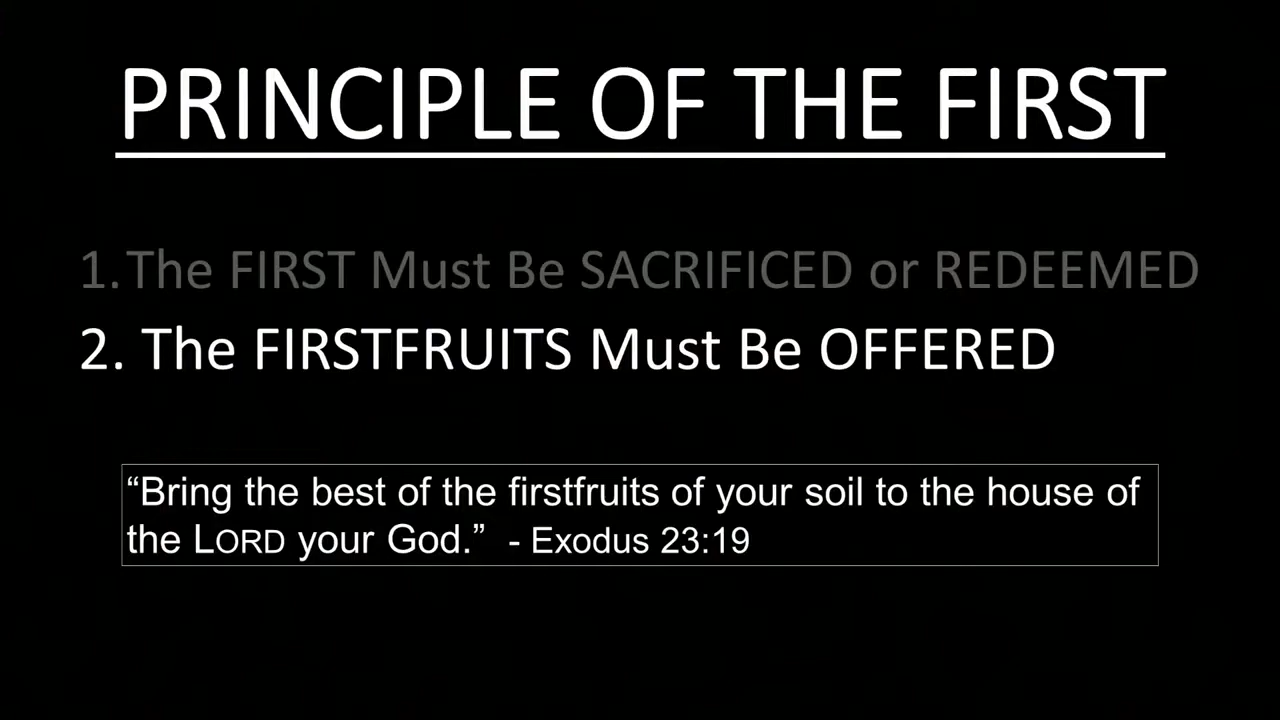 PRINCIPLE OF THE FIRST
1.The FIRST Must Be SACRIFICED or REDEEMED
2. The FIRSTFRUITS Must Be OFFERED
“Bring the best of the firstfruits of your soil to the house of
the LORD your God.” - Exodus 23:19